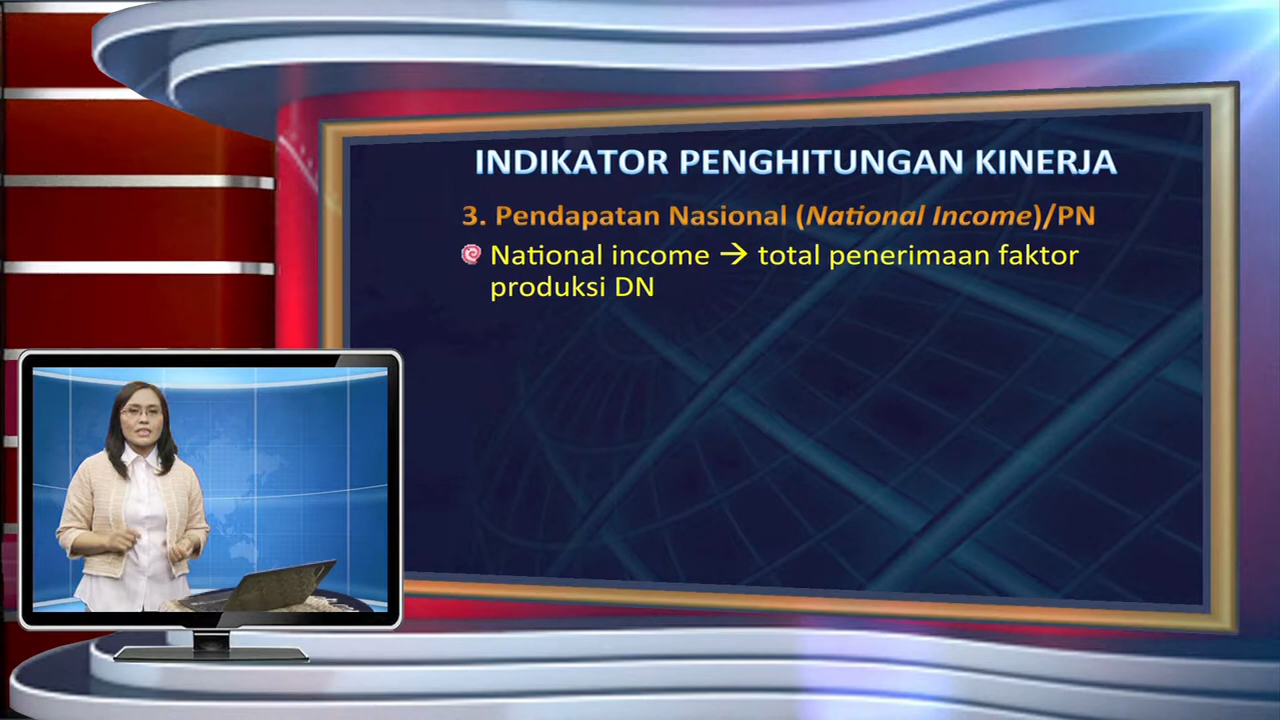 INDIKATOR PENGHITUNGAN KINERJA
3. Pendapatan Nasional (National Income)/PN
National income → total penerimaan faktor
produksi DN